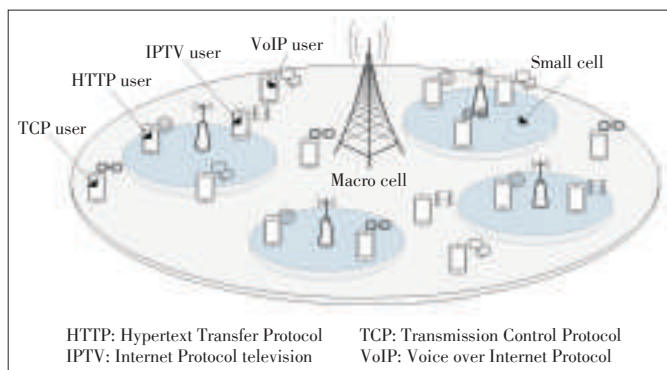 VoIP user
IPTV user
Small cell
HTTP user
TCP user
Macro cell
HTTP: Hypertext Transfer Protocol TCP: Transmission Control Protocol
IPTV: Internet Protocol television VoIP: Voice over Internet Protocol